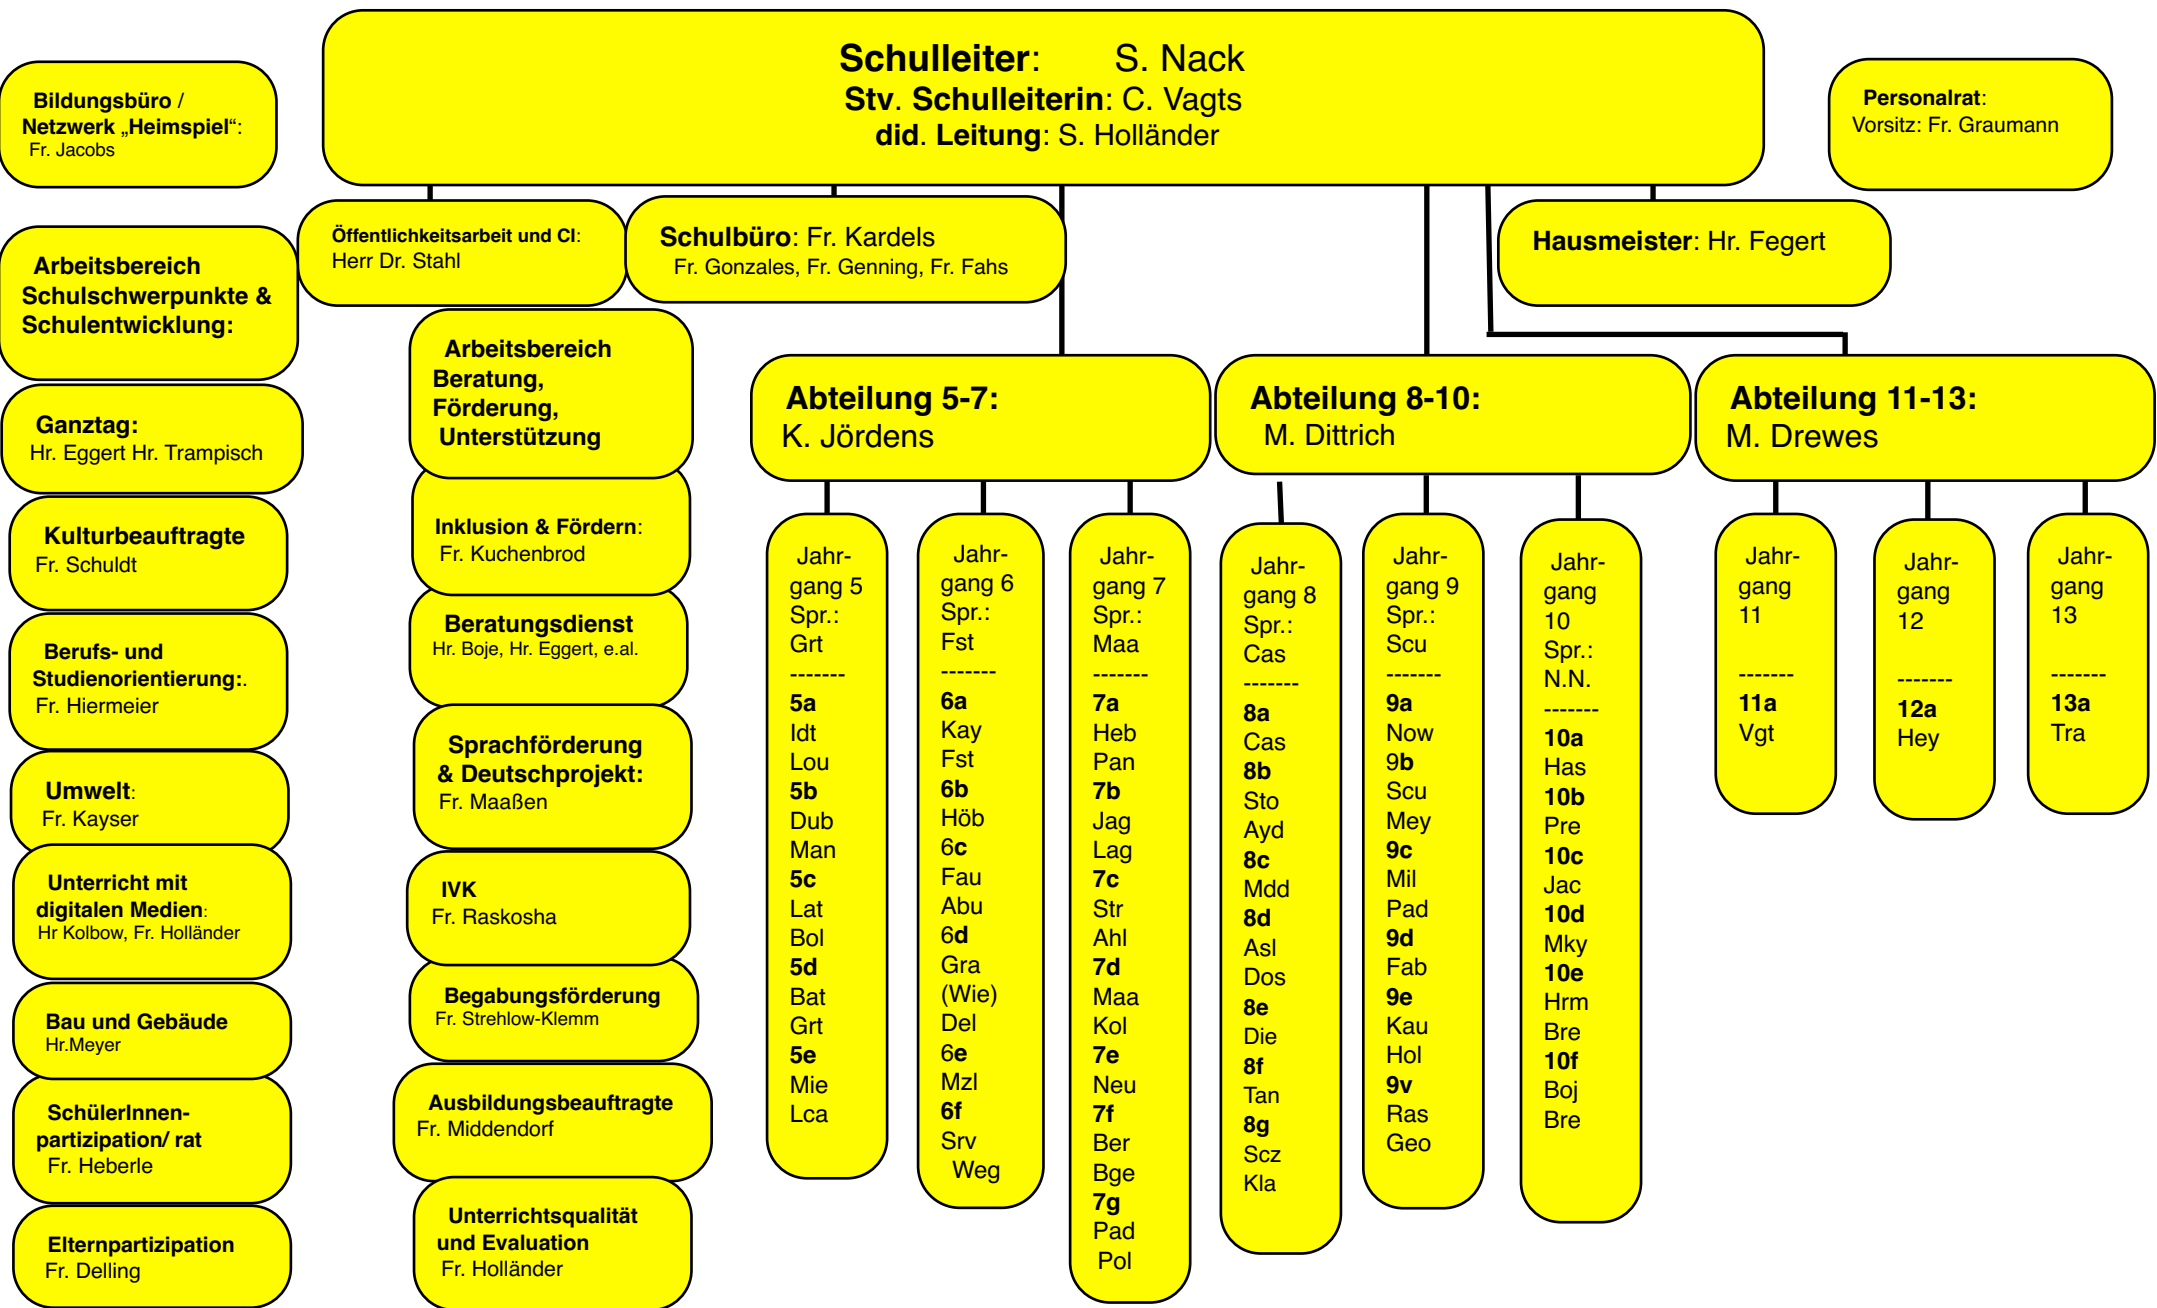 Schulleiter: S. Nack
Stv. Schulleiterin: C. Vagts
did. Leitung: S. Holländer
Bildungsbüro /
Netzwerk „Heimspiel“:
Fr. Jacobs
Personalrat:
Vorsitz: Fr. Graumann
Öffentlichkeitsarbeit und CI:
Herr Dr. Stahl
Schulbüro: Fr. Kardels
Fr. Gonzales, Fr. Genning, Fr. Fahs
Hausmeister: Hr. Fegert
Arbeitsbereich
Schulschwerpunkte &
Schulentwicklung:
Ganztag:
Hr. Eggert Hr. Trampisch
Kulturbeauftragte
Fr. Schuldt
Berufs- und
Studienorientierung:.
Fr. Hiermeier
Umwelt:
Fr. Kayser
Unterricht mit
digitalen Medien:
Hr Kolbow, Fr. Holländer
Bau und Gebäude
Hr.Meyer
SchülerInnen-
partizipation/ rat
Fr. Heberle
Elternpartizipation
Fr. Delling
Arbeitsbereich
Beratung,
Förderung,
Unterstützung
Inklusion & Fördern:
Fr. Kuchenbrod
Beratungsdienst
Hr. Boje, Hr. Eggert, e.al.
Sprachförderung
& Deutschprojekt:
Fr. Maaßen
IVK
Fr. Raskosha
Begabungsförderung
Fr. Strehlow-Klemm
Ausbildungsbeauftragte
Fr. Middendorf
Unterrichtsqualität
und Evaluation
Fr. Holländer
Abteilung 5-7:
K. Jördens
Jahr-
gang 5
Spr.:
Grt
-------
5a
Idt
Lou
5b
Dub
Man
5c
Lat
Bol
5d
Bat
Grt
5e
Mie
Lca
Jahr-
gang 6
Spr.:
Fst
-------
6a
Kay
Fst
6b
Höb
6c
Fau
Abu
6d
Gra
(Wie)
Del
6e
Mzl
6f
Srv
Weg
Jahr-
gang 7
Spr.:
Maa
-------
7a
Heb
Pan
7b
Jag
Lag
7c
Str
Ahl
7d
Maa
Kol
7e
Neu
7f
Ber
Bge
7g
Pad
Pol
Abteilung 8-10:
M. Dittrich
Jahr-
gang 8
Spr.:
Cas
-------
8a
Cas
8b
Sto
Ayd
8c
Mdd
8d
Asl
Dos
8e
Die
8f
Tan
8g
Scz
Kla
Jahr-
gang 9
Spr.:
Scu
-------
9a
Now
9b
Scu
Mey
9c
Mil
Pad
9d
Fab
9e
Kau
Hol
9v
Ras
Geo
Jahr-
gang
10
Spr.:
N.N.
-------
10a
Has
10b
Pre
10c
Jac
10d
Mky
10e
Hrm
Bre
10f
Boj
Bre
Abteilung 11-13:
M. Drewes
Jahr-
gang
11
-------
11a
Vgt
Jahr-
gang
12
-------
12a
Hey
Jahr-
gang
13
-------
13a
Tra